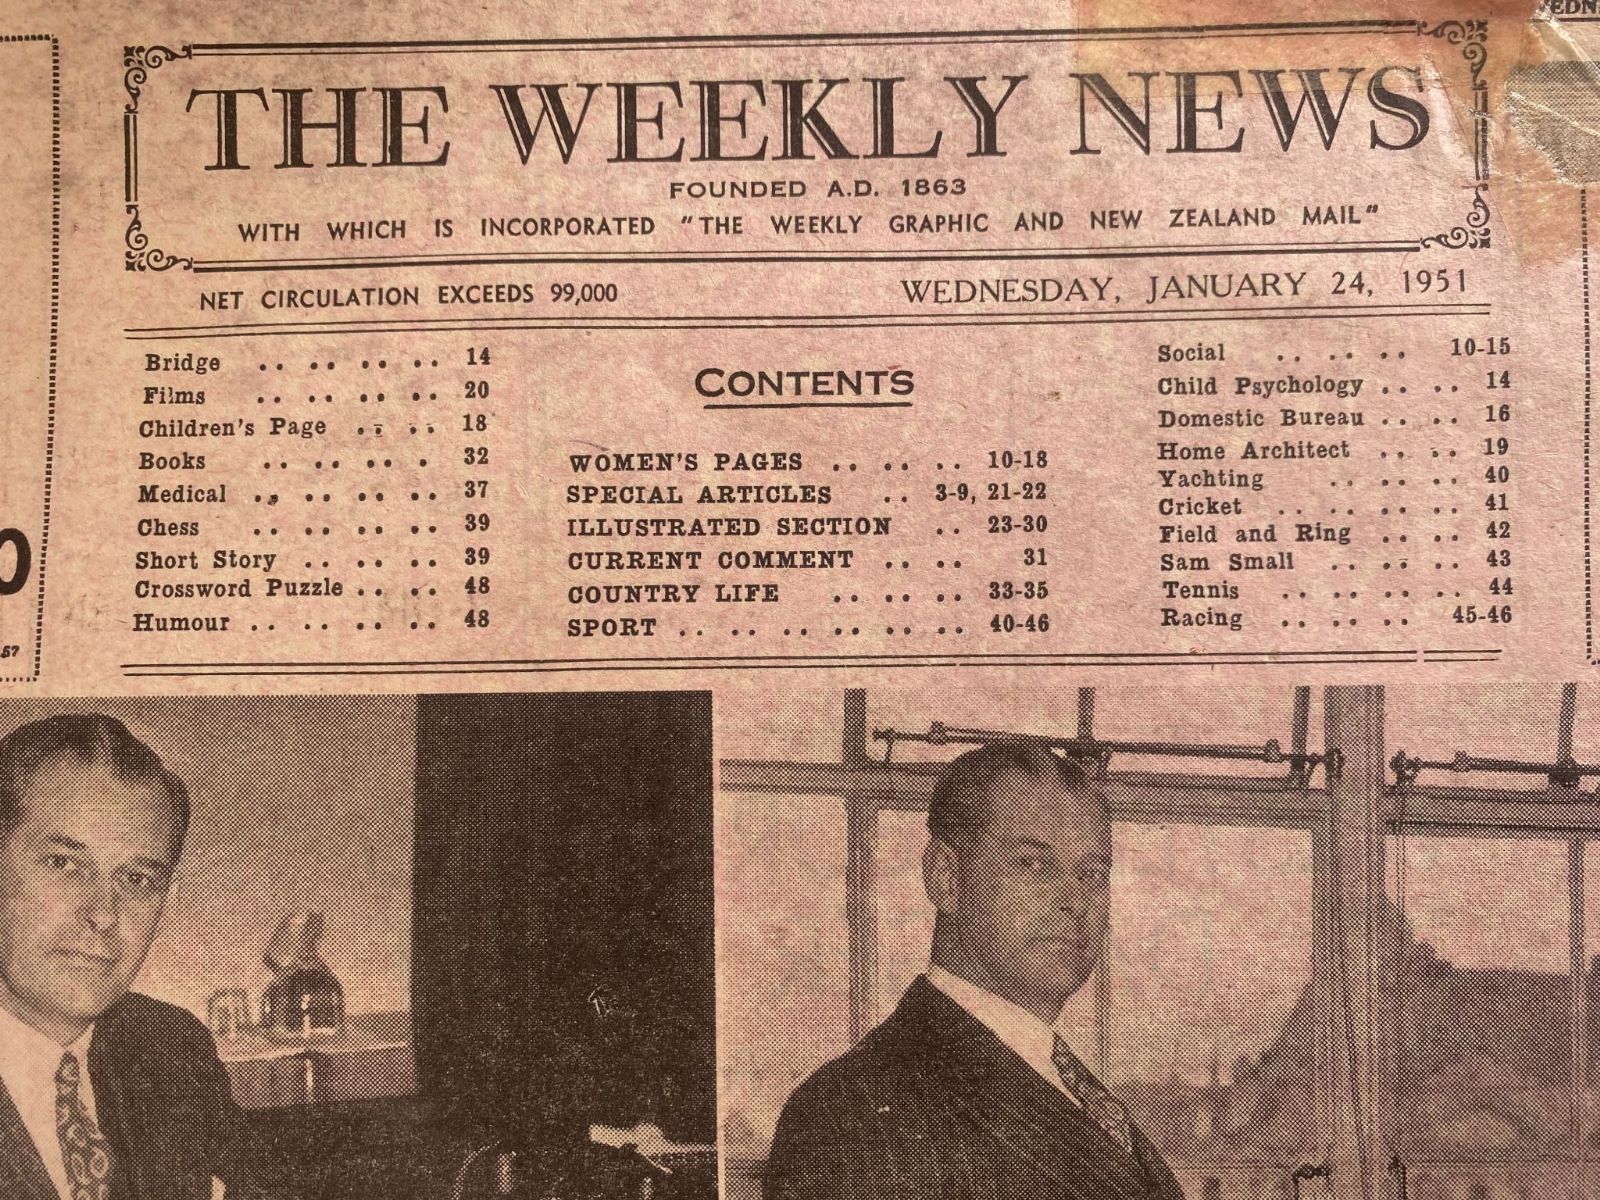 THE WEEKLY NEWS
FOUNDED A.D. 1863
WITH WHICH IS INCORPORATED "THE WEEKLY GRAPHIC AND NEW ZEALAND MAIL"
NET CIRCULATION EXCEEDS 99,000
WEDNESDAY, JANUARY 24, 1951
Bridge .. .. .. .. 14
Films .. .. .. .. 20
Children's Page .. .. 18
Books .. .. .. . 32
Medical .. .. .. .. 37
Chess .. .. .. .. 39
Short Story .. .. .. 39
Crossword Puzzle .. .. 48
Humour .. .. .. .. 48
CONTENTS
WOMEN'S PAGES .. .. .. 10-18
SPECIAL ARTICLES .. 3-9, 21-22
ILLUSTRATED SECTION .. 23-30
CURRENT COMMENT .. .. 31
COUNTRY LIFE .. .. .. 33-35
SPORT .. .. .. .. .. .. 40-46
Social .. .. .. 10-15
Child Psychology .. .. 14
Domestic Bureau .. .. 16
Home Architect .. .. 19
Yachting .. .. .. 40
Cricket .. .. .. .. 41
Field and Ring .. .. 42
Sam Small .. .. .. 43
Tennis .. .. .. .. 44
Racing .. .. .. 45-46
57